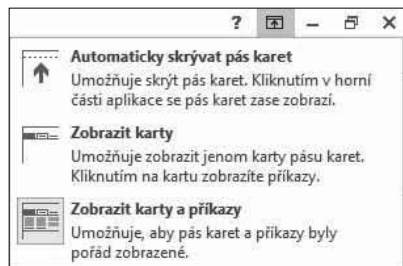 ?
Automaticky skrývat pás karet
Umožňuje skrýt pás karet. Kliknutím v horní
části aplikace se pás karet zase zobrazí.
Zobrazit karty
Umožňuje zobrazit jenom karty pásu karet.
Kliknutím na kartu zobrazíte příkazy.
Zobrazit karty a příkazy
Umožňuje, aby pás karet a příkazy byly
pořád zobrazené.